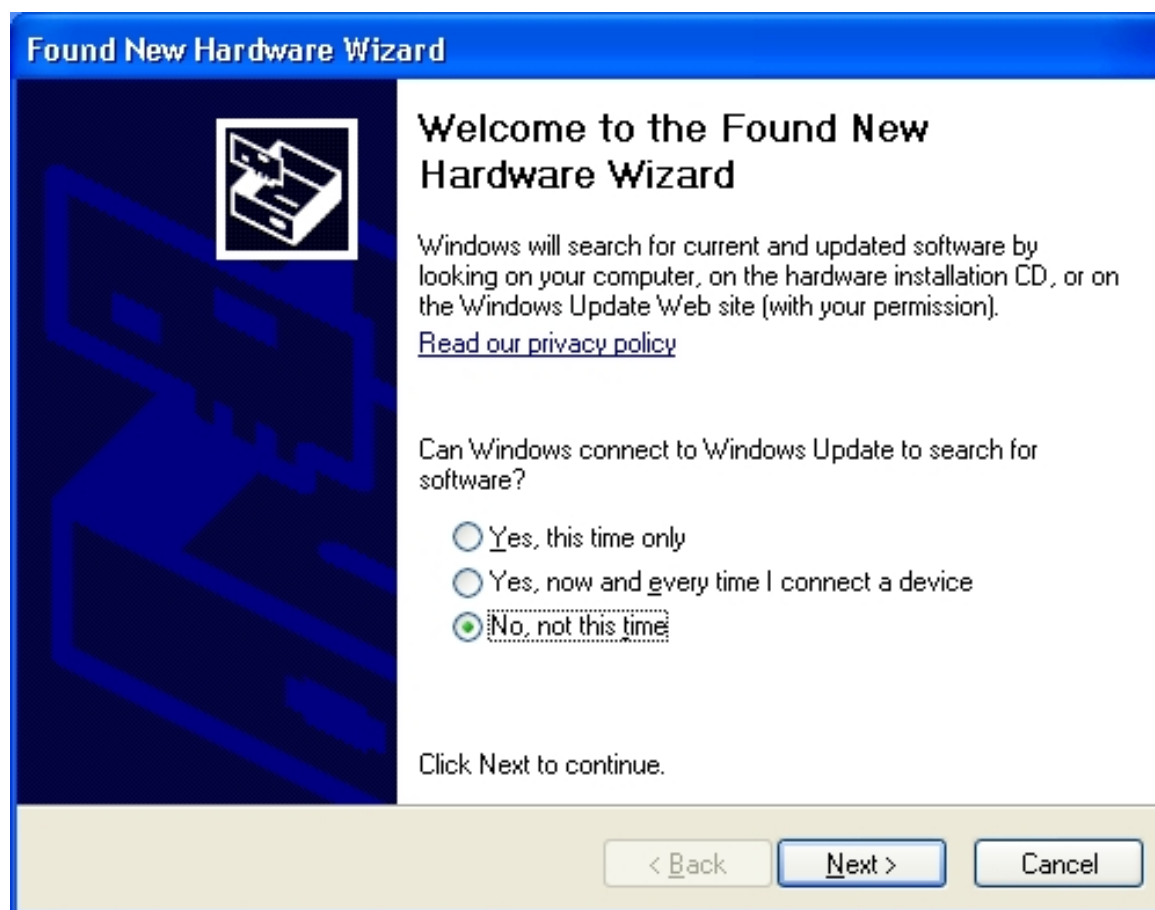 Found New Hardware Wizard
Welcome to the Found New
Hardware Wizard
Windows will search for current and updated software by
looking on your computer, on the hardware installation CD, or on
the Windows Update Web site (with your permission).
Read our privacy policy
Can Windows connect to Windows Update to search for
software?
Yes, this time only
Yes, now and every time I connect a device
No, not this time
Click Next to continue.
< Back Next > Cancel